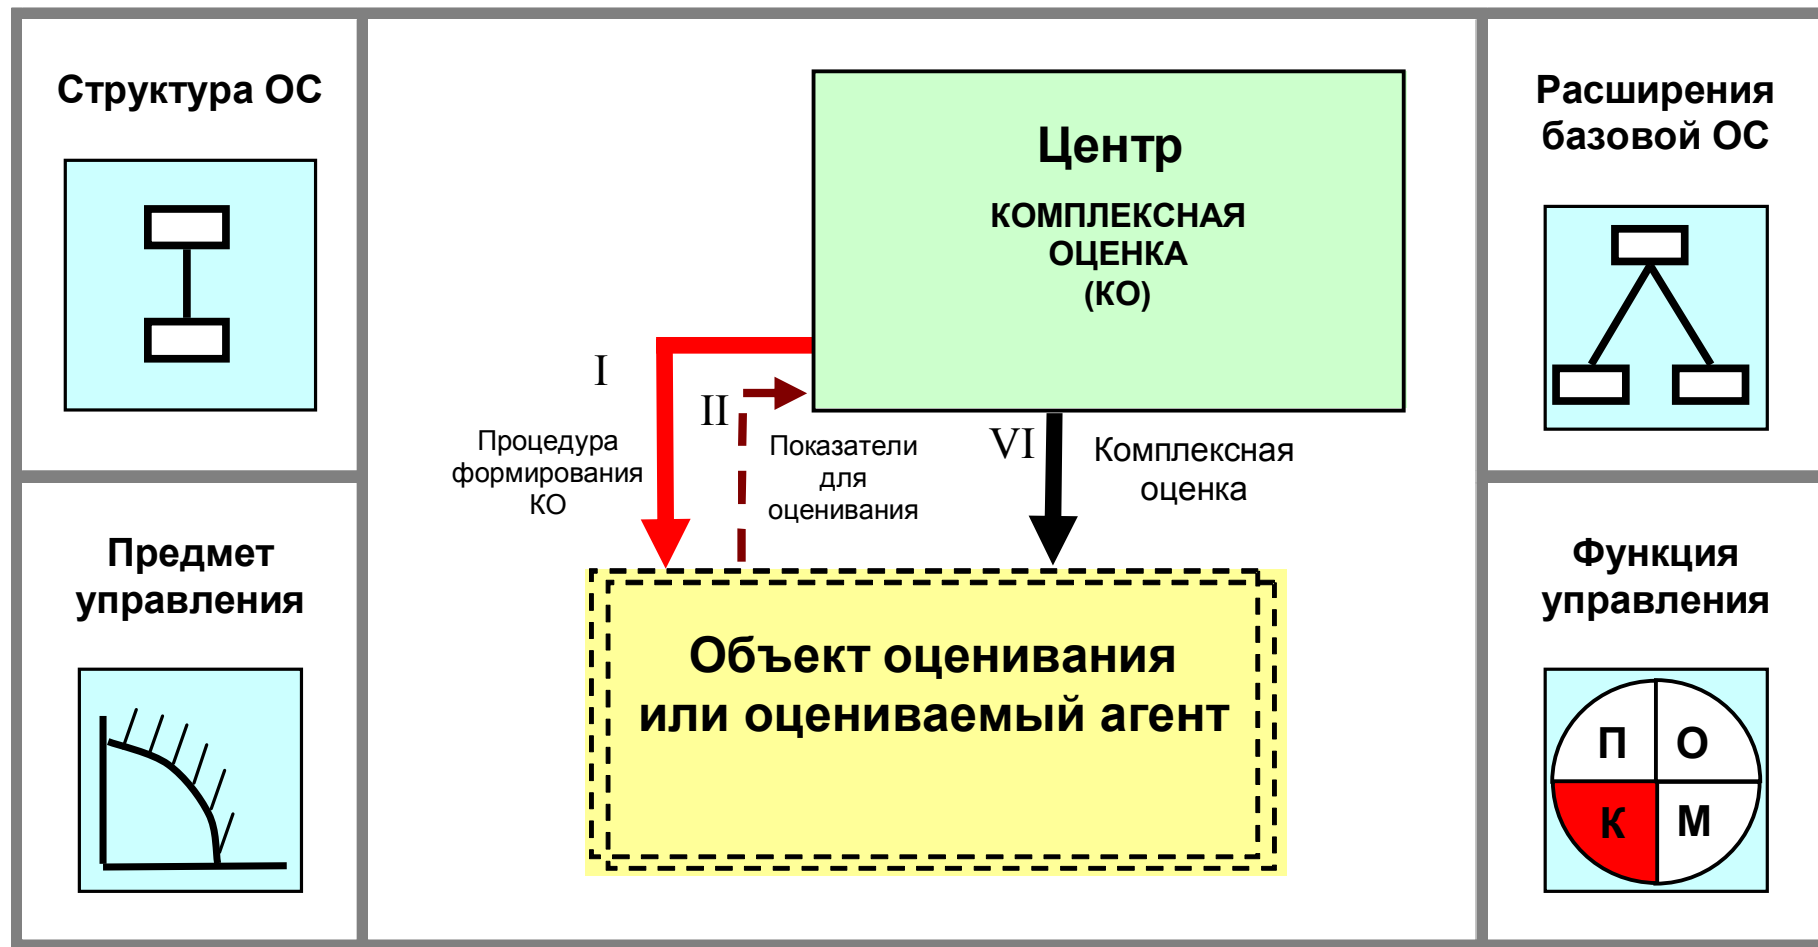 Структура ОС
Предмет
управления
Центр
КОМПЛЕКСНАЯ
ОЦЕНКА
(КО)
I
Процедура
формирования
КО
II
Показатели
для
оценивания
VI
Комплексная
оценка
Объект оценивания
или оцениваемый агент
Расширения
базовой ОС
Функция
управления
П О
К М